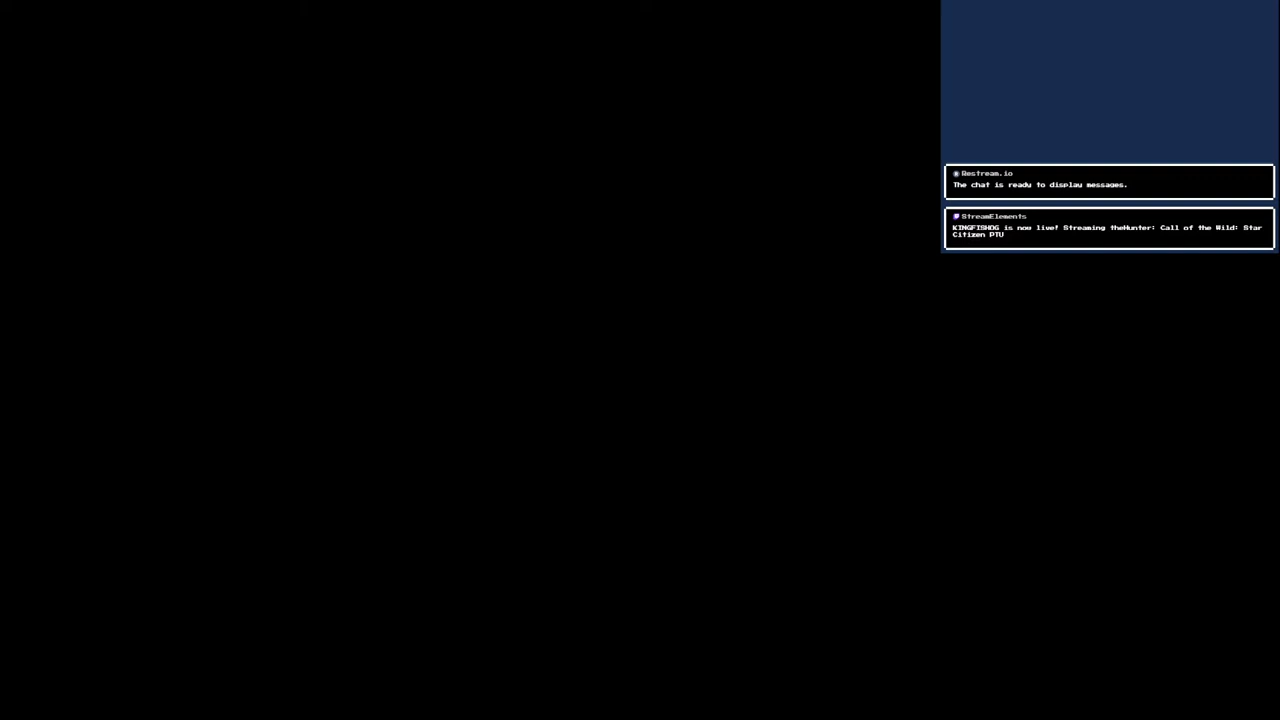 Restream.io
The chat is ready to display messages.
StreamElements
KINGFISHOG is now live! Streaming theHunter: Call of the Wild: Star
Citizen PTU